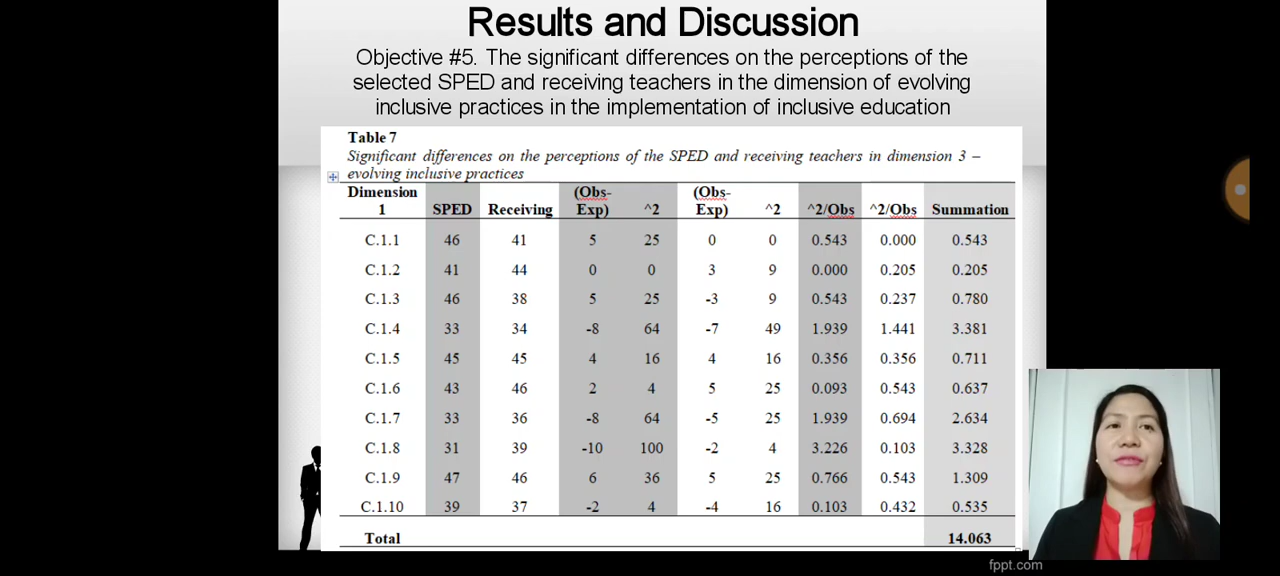 Results and Discussion
Objective #5. The significant differences on the perceptions of the
selected SPED and receiving teachers in the dimension of evolving
inclusive practices in the implementation of inclusive education
Table 7
Significant differences on the perceptions of the SPED and receiving teachers in dimension 3 –
evolving inclusive practices
Dimension 1 SPED Receiving (Obs-Exp) ^2 (Obs-Exp) ^2 ^2/Obs ^2/Obs Summation
C.1.1 46 41 5 25 0 0 0.543 0.000 0.543
C.1.2 41 44 0 0 3 9 0.000 0.205 0.205
C.1.3 46 38 5 25 -3 9 0.543 0.237 0.780
C.1.4 33 34 -8 64 -7 49 1.939 1.441 3.381
C.1.5 45 45 4 16 4 16 0.356 0.356 0.711
C.1.6 43 46 2 4 5 25 0.093 0.543 0.637
C.1.7 33 36 -8 64 -5 25 1.939 0.694 2.634
C.1.8 31 39 -10 100 -2 4 3.226 0.103 3.328
C.1.9 47 46 6 36 5 25 0.766 0.543 1.309
C.1.10 39 37 -2 4 -4 16 0.103 0.432 0.535
Total 14.063
fppt.com